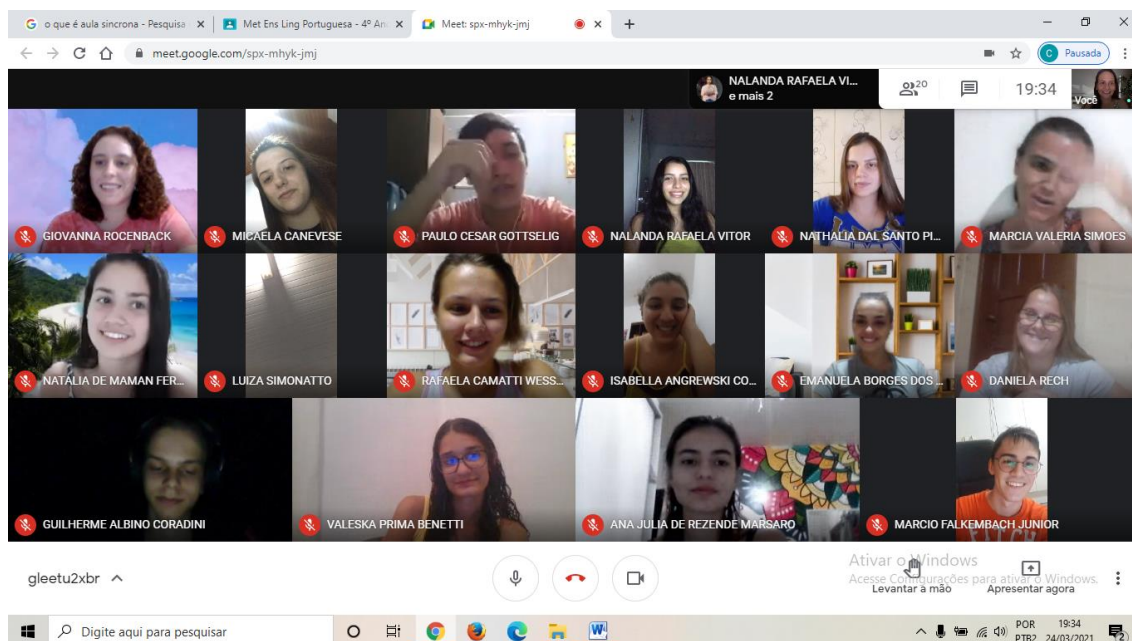 o que é aula sincrona - Pesquisa
Met Ens Ling Portuguesa - 4º An
Meet: spx-mhyk-jmj
meet.google.com/spx-mhyk-jmj
C
Pausada
NALANDA RAFAELA VI...
e mais 2
20
19:34
Você
GIOVANNA ROCENBACK
MICAELA CANEVESE
PAULO CESAR GOTTSELIG
NALANDA RAFAELA VITOR
NATHALIA DAL SANTO PI...
MARCIA VALERIA SIMOES
NATÁLIA DE MAMAN FER...
LUIZA SIMONATTO
RAFAELA CAMATTI WESS...
ISABELLA ANGREWSKI CO...
EMANUELA BORGES DOS ...
DANIELA RECH
GUILHERME ALBINO CORADINI
VALESKA PRIMA BENETTI
ANA JULIA DE REZENDE MARSARO
MARCIO FALKEMBACH JUNIOR
FITCH
gleetu2xbr
Ativar o Windows
Acesse Configurações para ativar o Windows.
Levantar a mão
Apresentar agora
Digite aqui para pesquisar
W
POR
PTB2
19:34
24/03/2021
2